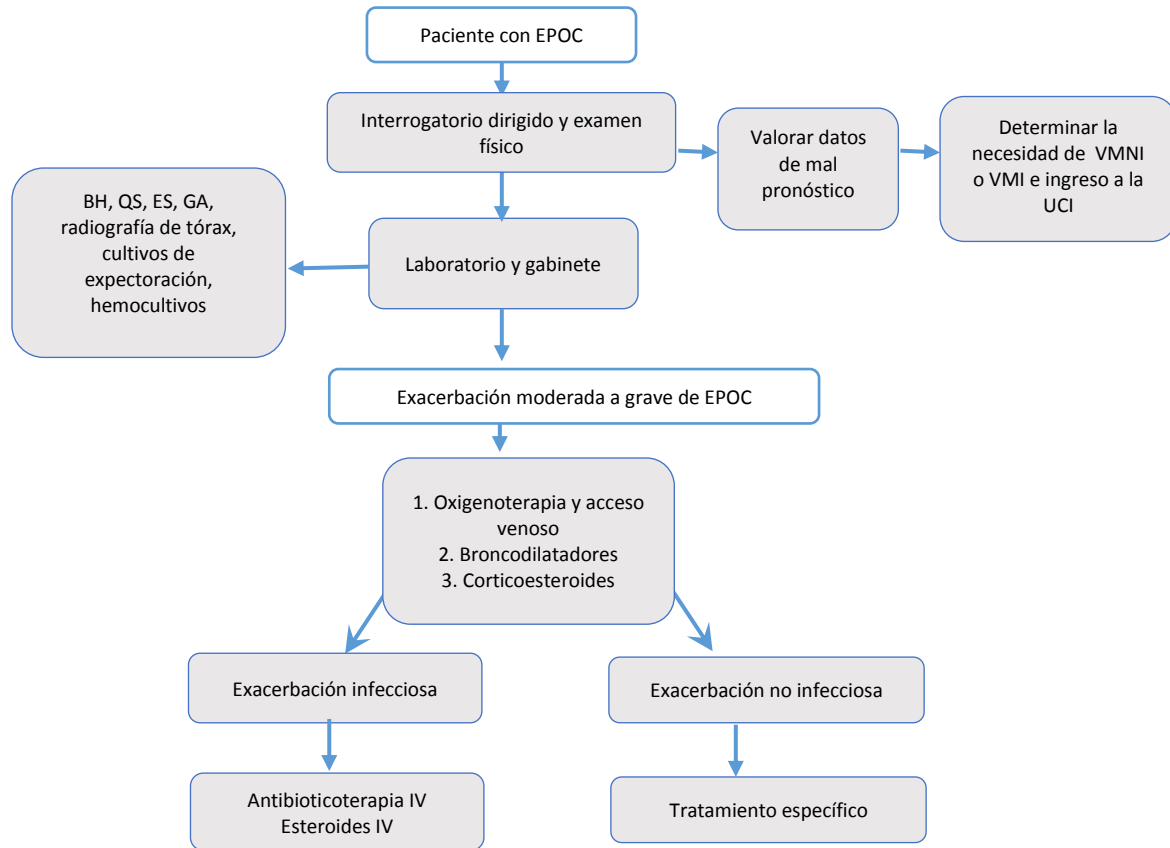 Paciente con EPOC
Interrogatorio dirigido y examen
físico
Valorar datos
de mal
pronóstico
Determinar la
necesidad de VMNI
o VMI e ingreso a la
UCI
BH, QS, ES, GA,
radiografía de tórax,
cultivos de
expectoración,
hemocultivos
Laboratorio y gabinete
Exacerbación moderada a grave de EPOC
1. Oxigenoterapia y acceso
venoso
2. Broncodilatadores
3. Corticoesteroides
Exacerbación infecciosa
Exacerbación no infecciosa
Antibioticoterapia IV
Esteroides IV
Tratamiento específico